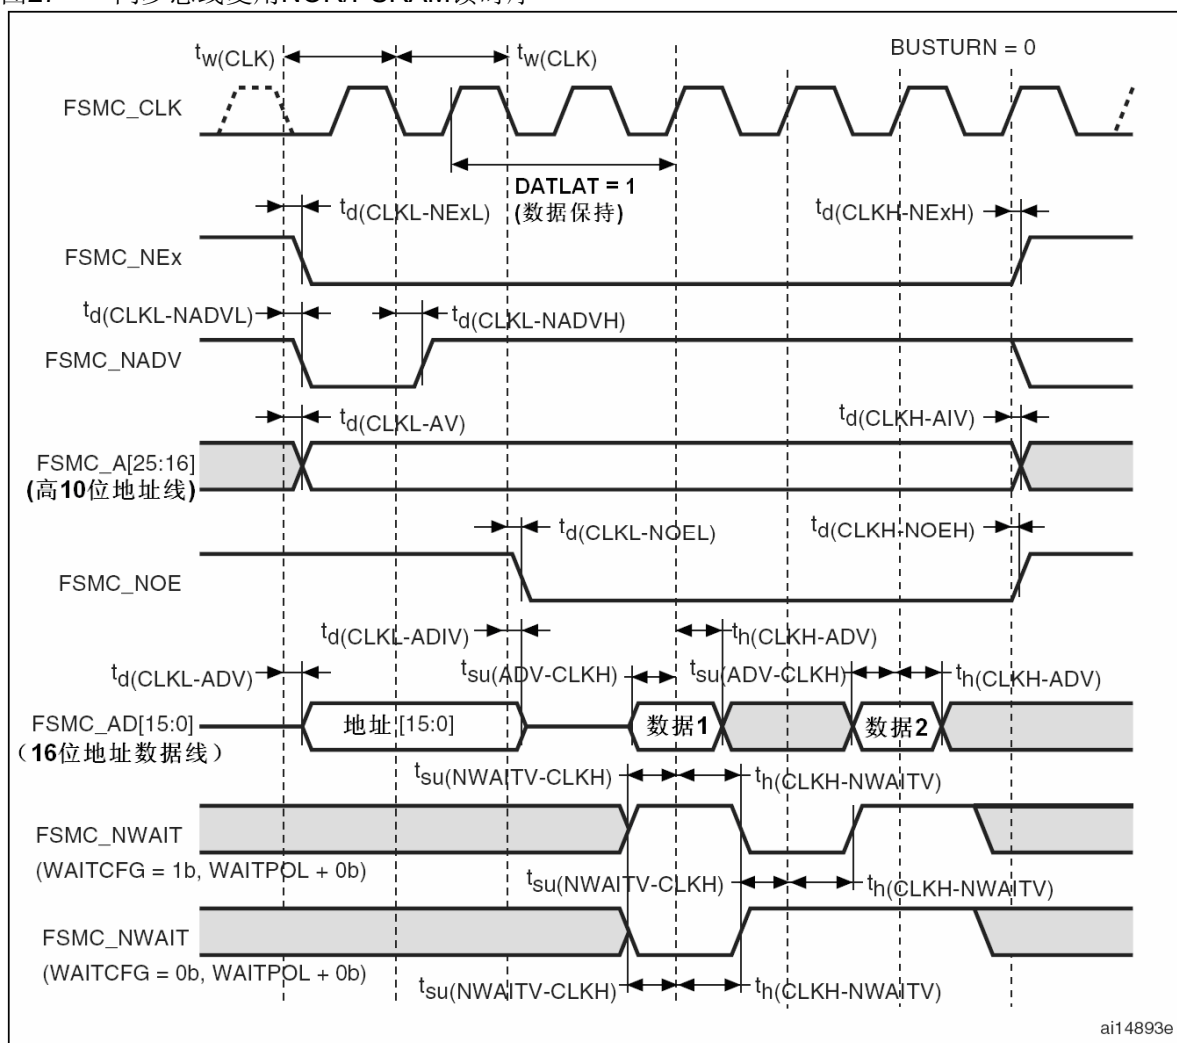 tw(CLK)
tw(CLK)
BUSTURN = 0
FSMC_CLK
DATLAT = 1
(数据保持)
td(CLKL-NExL)
td(CLKH-NExH)
FSMC_NEx
td(CLKL-NADVL)
td(CLKL-NADVH)
FSMC_NADV
td(CLKL-AV)
td(CLKH-AIV)
FSMC_A[25:16]
(高10位地址线)
td(CLKL-NOEL)
td(CLKH-NOEH)
FSMC_NOE
td(CLKL-ADIV)
th(CLKH-ADV)
td(CLKL-ADV)
tsu(ADV-CLKH)
tsu(ADV-CLKH)
th(CLKH-ADV)
FSMC_AD[15:0]
地址[15:0]
数据1
数据2
（16位地址数据线）
tsu(NWAITV-CLKH)
th(CLKH-NWAITV)
FSMC_NWAIT
(WAITCFG = 1b, WAITPOL + 0b)
tsu(NWAITV-CLKH)
th(CLKH-NWAITV)
FSMC_NWAIT
(WAITCFG = 0b, WAITPOL + 0b)
tsu(NWAITV-CLKH)
th(CLKH-NWAITV)
ai14893e